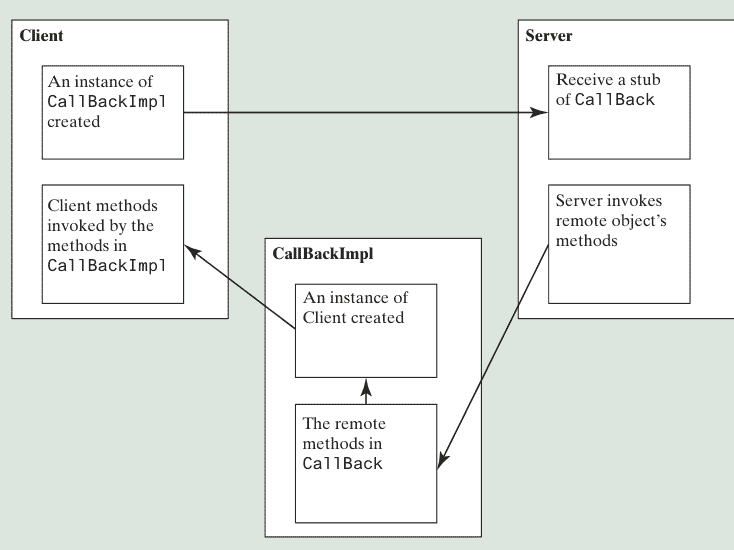 Client
An instance of
CallBackImpl
created
Client methods
invoked by the
methods in
CallBackImpl
Server
Receive a stub
of CallBack
Server invokes
remote object’s
methods
CallBackImpl
An instance of
Client created
The remote
methods in
CallBack